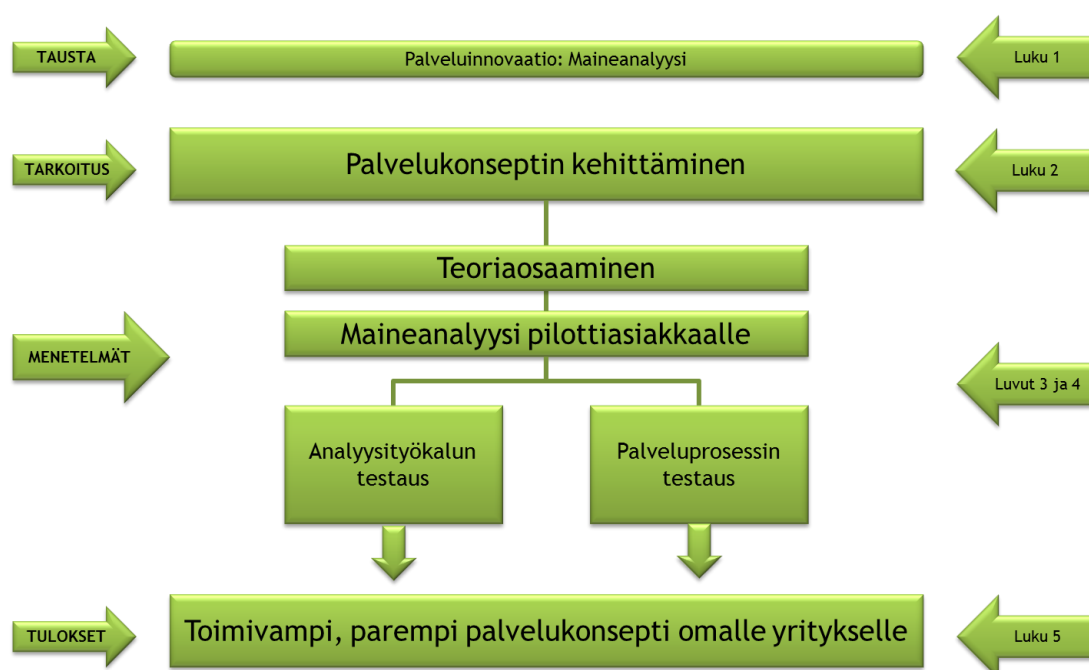 TAUSTA
Palveluinnovaatio: Maineanalyysi
Luku 1
TARKOITUS
Palvelukonseptin kehittäminen
Luku 2
Teoriaosaaminen
Maineanalyysi pilottiasiakkaalle
MENETELMÄT
Luvut 3 ja 4
Analyysityökalun
testaus
Palveluprosessin
testaus
TULOKSET
Toimivampi, parempi palvelukonsepti omalle yritykselle
Luku 5